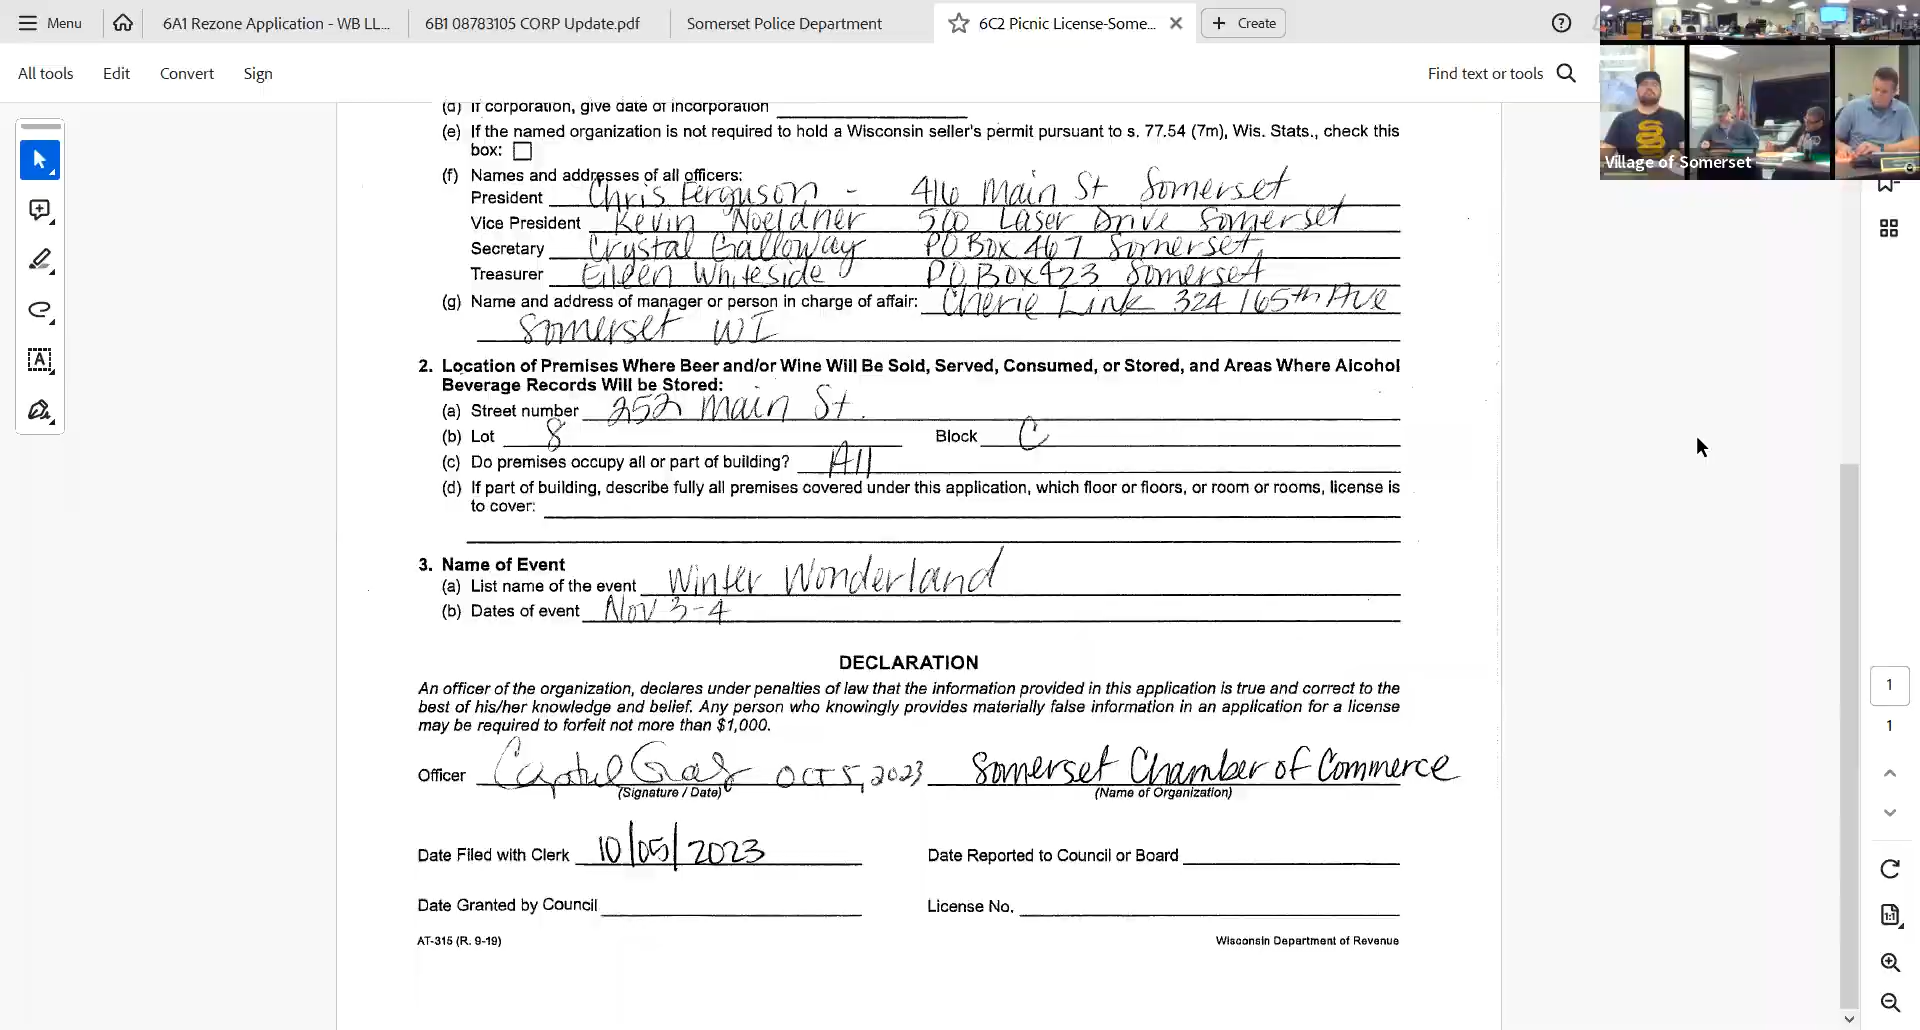 Menu
6A1 Rezone Application - WB LL...
6B1 08783105 CORP Update.pdf
Somerset Police Department
6C2 Picnic License-Some...
Create
All tools
Edit
Convert
Sign
Find text or tools
Village of Somerset
(d) If corporation, give date of incorporation
(e) If the named organization is not required to hold a Wisconsin seller's permit pursuant to s. 77.54 (7m), Wis. Stats., check this
box:
(f) Names and addresses of all officers:
President Chris Ferguson - 416 Main St Somerset
Vice President Kevin Noeldner 500 Laser Drive Somerset
Secretary Crystal Galloway PO Box 467 Somerset
Treasurer Eileen Whiteside PO Box 423 Somerset
(g) Name and address of manager or person in charge of affair: Cherie Link 324 165th Ave
Somerset WI
2. Location of Premises Where Beer and/or Wine Will Be Sold, Served, Consumed, or Stored, and Areas Where Alcohol
Beverage Records Will be Stored:
(a) Street number 252 Main St.
(b) Lot 8 Block C
(c) Do premises occupy all or part of building? All
(d) If part of building, describe fully all premises covered under this application, which floor or floors, or room or rooms, license is
to cover:
3. Name of Event
(a) List name of the event Winter Wonderland
(b) Dates of event Nov 3-4
DECLARATION
An officer of the organization, declares under penalties of law that the information provided in this application is true and correct to the
best of his/her knowledge and belief. Any person who knowingly provides materially false information in an application for a license
may be required to forfeit not more than $1,000.
Officer OCT 5, 2023 Somerset Chamber of Commerce
(Signature / Date) (Name of Organization)
Date Filed with Clerk 10/05/2023 Date Reported to Council or Board
Date Granted by Council License No.
AT-315 (R. 9-19) Wisconsin Department of Revenue
1
1